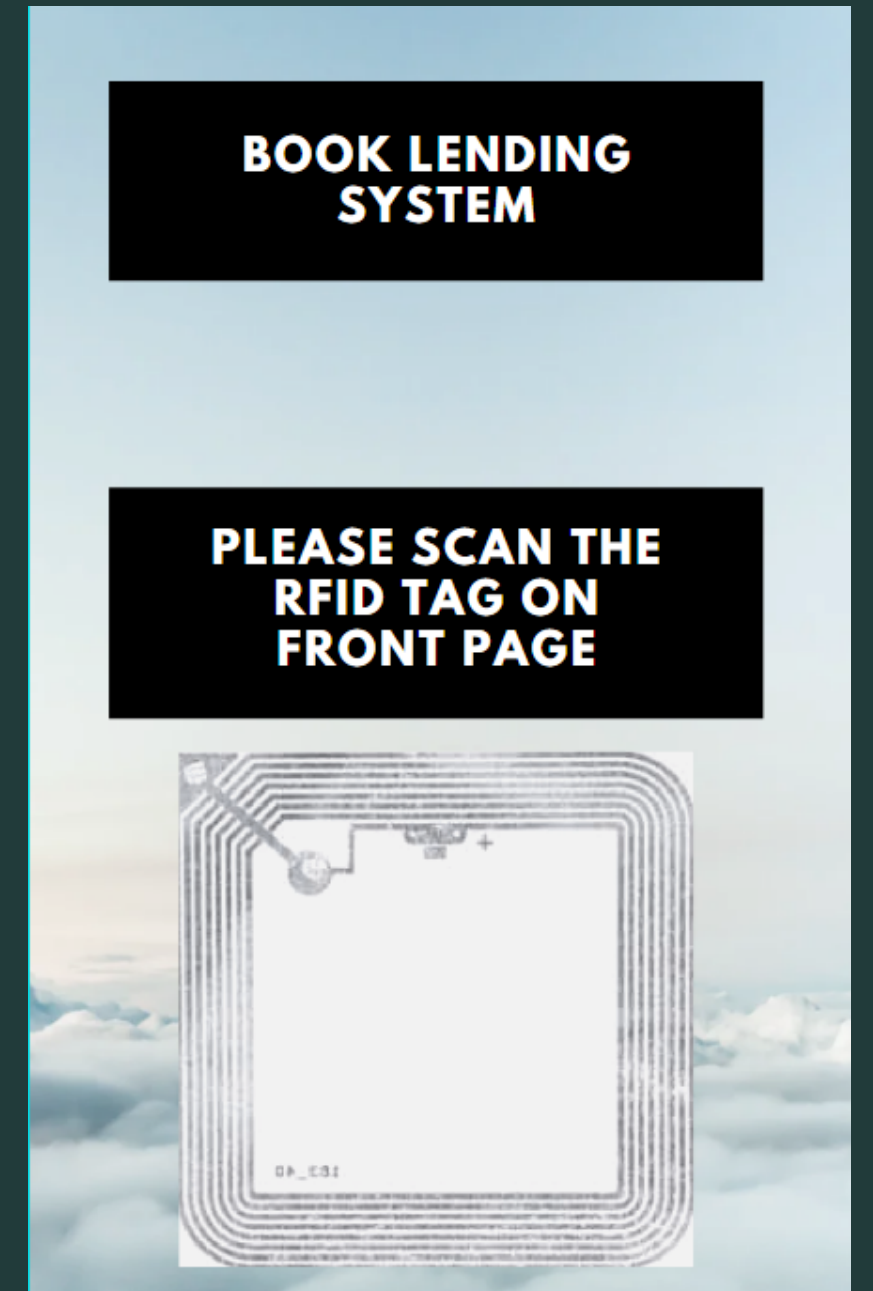 BOOK LENDING
SYSTEM
PLEASE SCAN THE
RFID TAG ON
FRONT PAGE